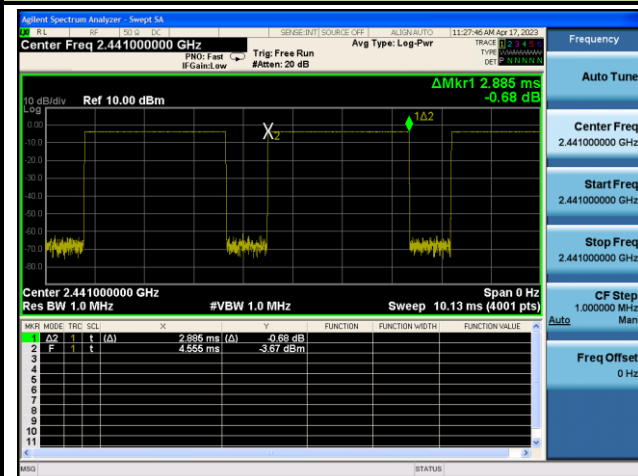 Agilent Spectrum Analyzer - Swept SA
RL RF 50 Ω DC SENSE:INT SOURCE OFF ALIGN AUTO 11:27:46 AM Apr 17, 2023
Center Freq 2.441000000 GHz
PNO: Fast
IFGain:Low
Trig: Free Run
#Atten: 20 dB
Avg Type: Log-Pwr
TRACE 1 2 3 4 5 6
TYPE WWWWWW
DET P N N N N N
ΔMkr1 2.885 ms
-0.68 dB
10 dB/div Ref 10.00 dBm
Log
0.00
-10.0
-20.0
-30.0
-40.0
-50.0
-60.0
-70.0
-80.0
X2
1Δ2
Center 2.441000000 GHz Span 0 Hz
Res BW 1.0 MHz #VBW 1.0 MHz Sweep 10.13 ms (4001 pts)
MKR MODE TRC SCL X Y FUNCTION FUNCTION WIDTH FUNCTION VALUE
1 Δ2 1 t (Δ) 2.885 ms (Δ) -0.68 dB
2 F 1 t 4.555 ms -3.67 dBm
3
4
5
6
7
8
9
10
11
MSG STATUS
Frequency
Auto Tune
Center Freq
2.441000000 GHz
Start Freq
2.441000000 GHz
Stop Freq
2.441000000 GHz
CF Step
1.000000 MHz
Auto Man
Freq Offset
0 Hz